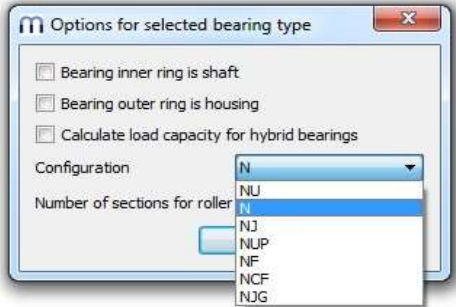 Options for selected bearing type
Bearing inner ring is shaft
Bearing outer ring is housing
Calculate load capacity for hybrid bearings
Configuration N
NU
Number of sections for roller
N
NJ
NUP
NF
NCF
NJG